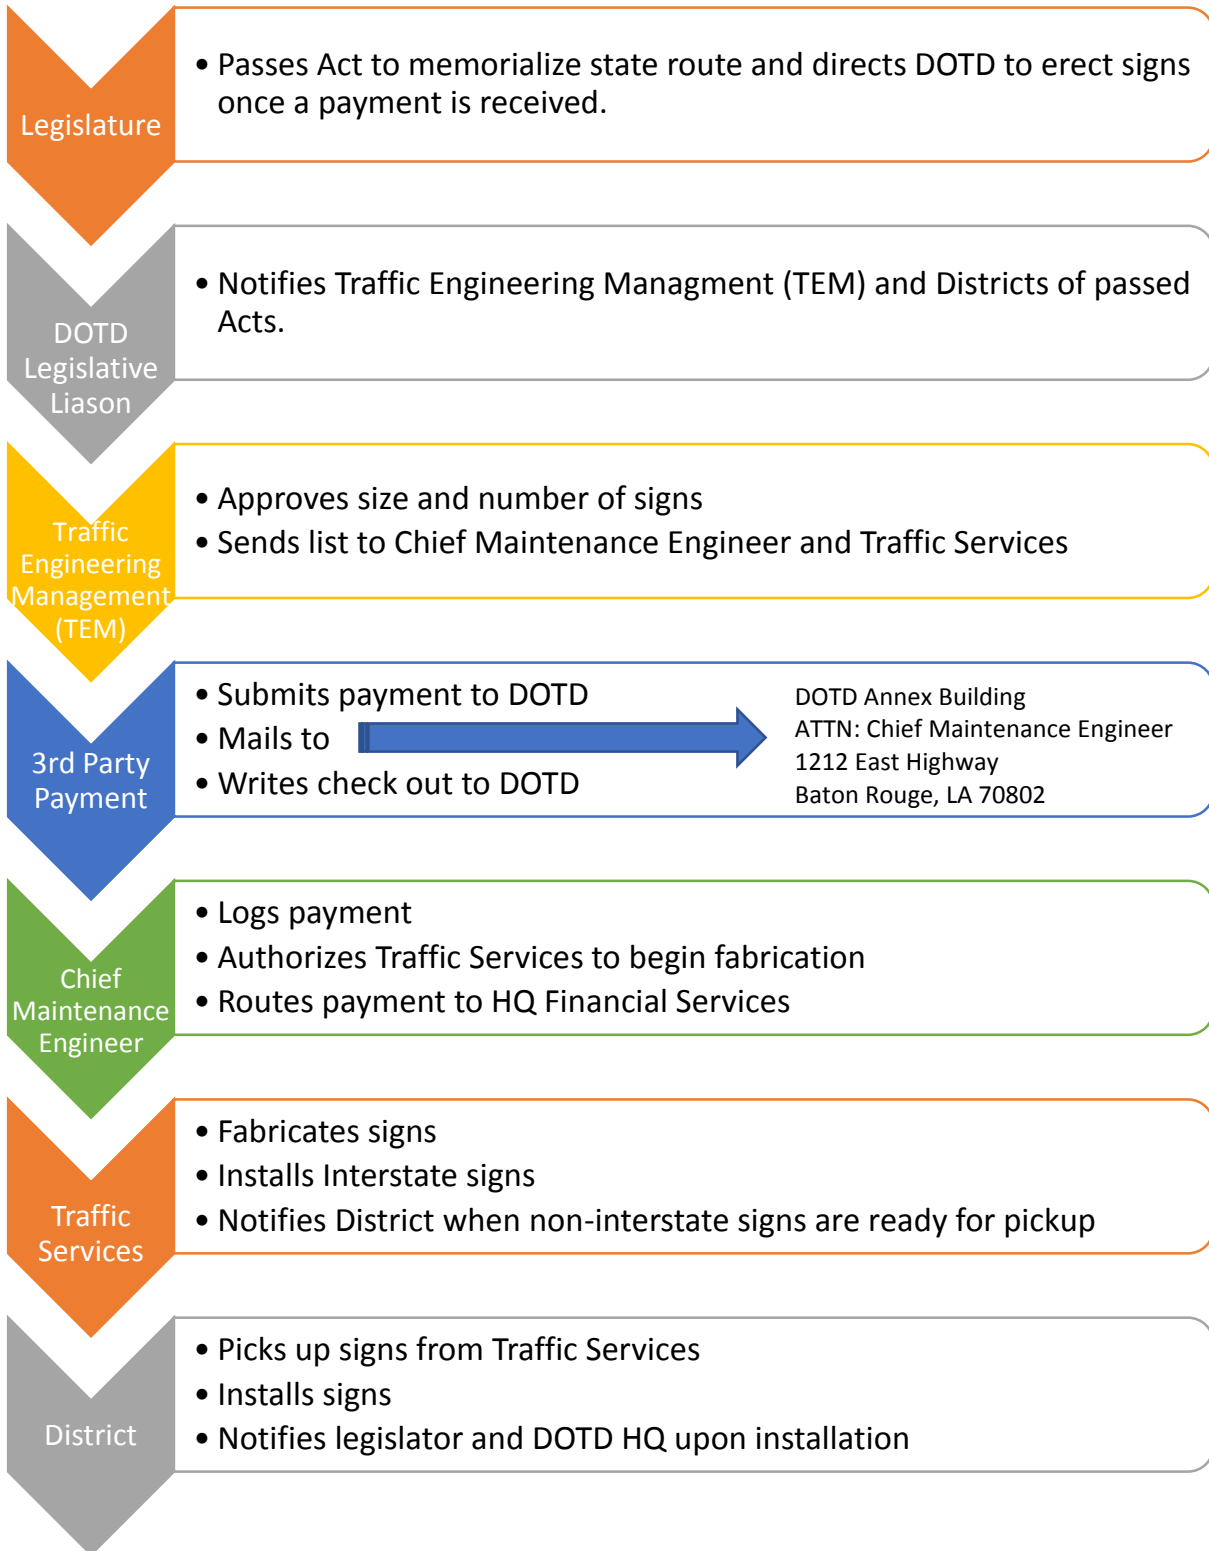 Legislature
• Passes Act to memorialize state route and directs DOTD to erect signs
once a payment is received.
DOTD
Legislative
Liason
• Notifies Traffic Engineering Managment (TEM) and Districts of passed
Acts.
Traffic
Engineering
Management
(TEM)
• Approves size and number of signs
• Sends list to Chief Maintenance Engineer and Traffic Services
3rd Party
Payment
• Submits payment to DOTD
• Mails to
• Writes check out to DOTD
DOTD Annex Building
ATTN: Chief Maintenance Engineer
1212 East Highway
Baton Rouge, LA 70802
Chief
Maintenance
Engineer
• Logs payment
• Authorizes Traffic Services to begin fabrication
• Routes payment to HQ Financial Services
Traffic
Services
• Fabricates signs
• Installs Interstate signs
• Notifies District when non-interstate signs are ready for pickup
District
• Picks up signs from Traffic Services
• Installs signs
• Notifies legislator and DOTD HQ upon installation